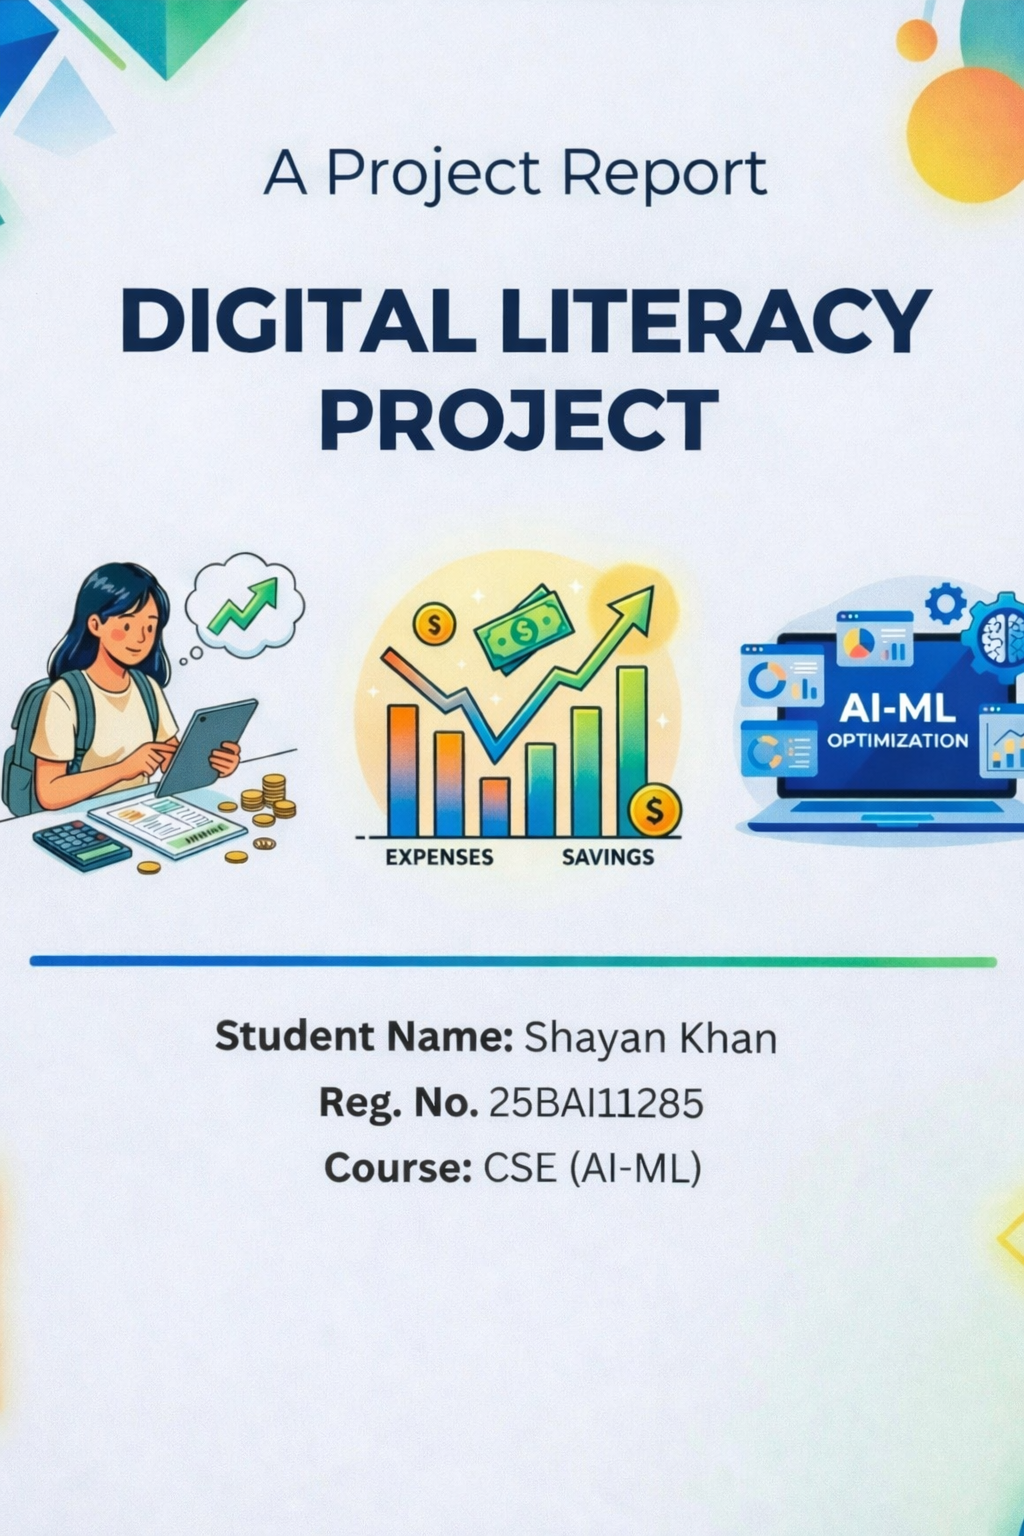 A Project Report
DIGITAL LITERACY
PROJECT
$
$
AI-ML
OPTIMIZATION
$
EXPENSES SAVINGS
Student Name: Shayan Khan
Reg. No. 25BAI11285
Course: CSE (AI-ML)